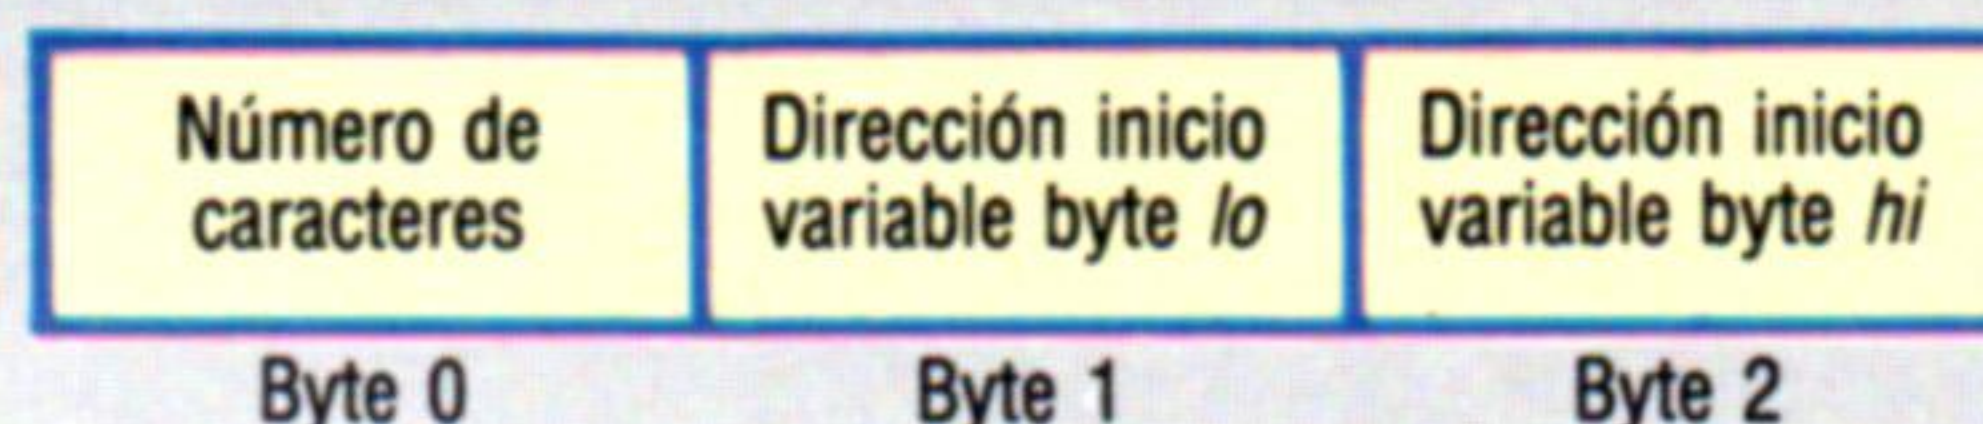 Número de
caracteres
Dirección inicio
variable byte lo
Dirección inicio
variable byte hi
Byte 0
Byte 1
Byte 2